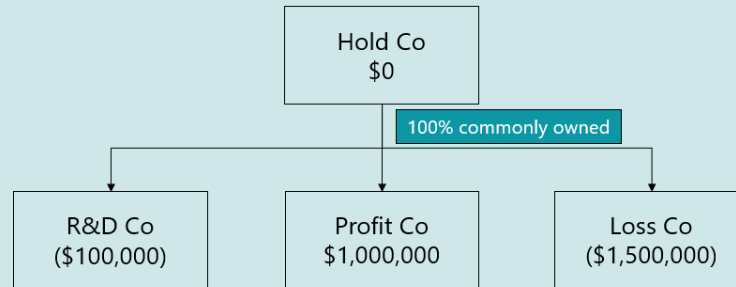 Hold Co
$0
100% commonly owned
R&D Co
($100,000)
Profit Co
$1,000,000
Loss Co
($1,500,000)